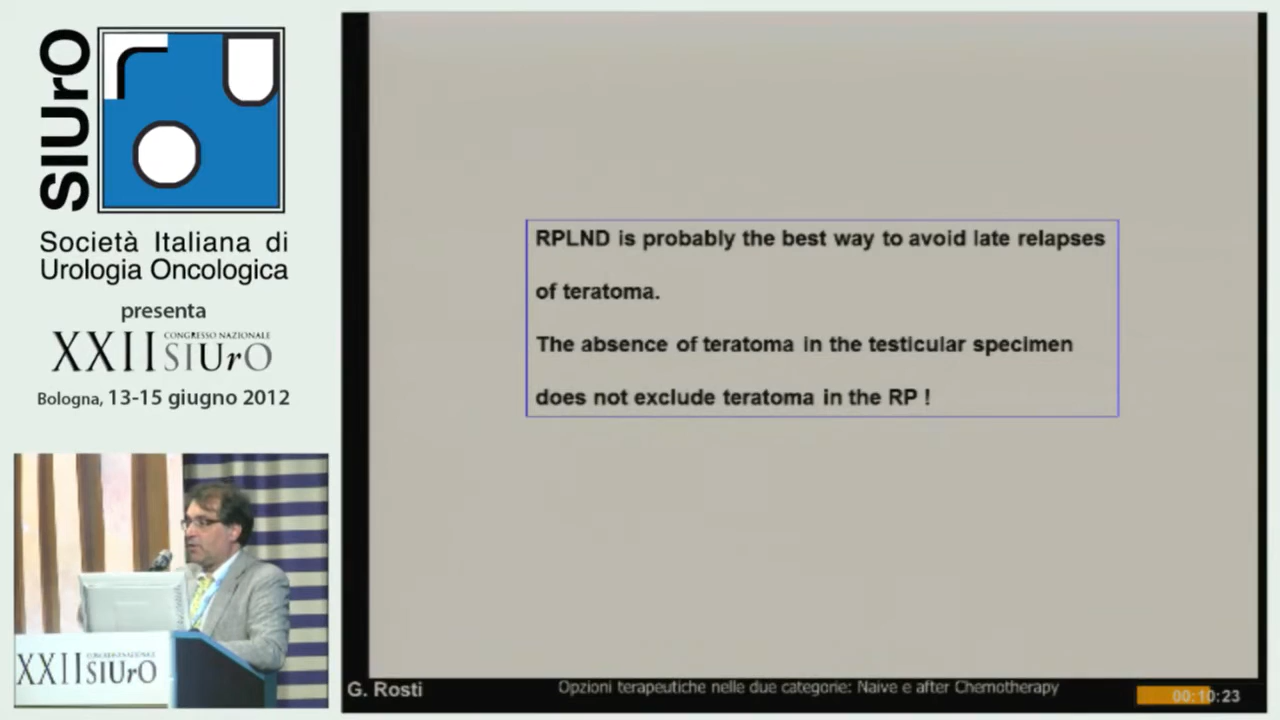 SIUrO
Società Italiana di
Urologia Oncologica
presenta
XXII CONGRESSO NAZIONALE
SIUrO
Bologna, 13-15 giugno 2012
RPLND is probably the best way to avoid late relapses
of teratoma.
The absence of teratoma in the testicular specimen
does not exclude teratoma in the RP !
XXII CONGRESSO NAZIONALE
SIUrO
G. Rosti
Opzioni terapeutiche nelle due categorie: Naive e after Chemotherapy
00:10:23